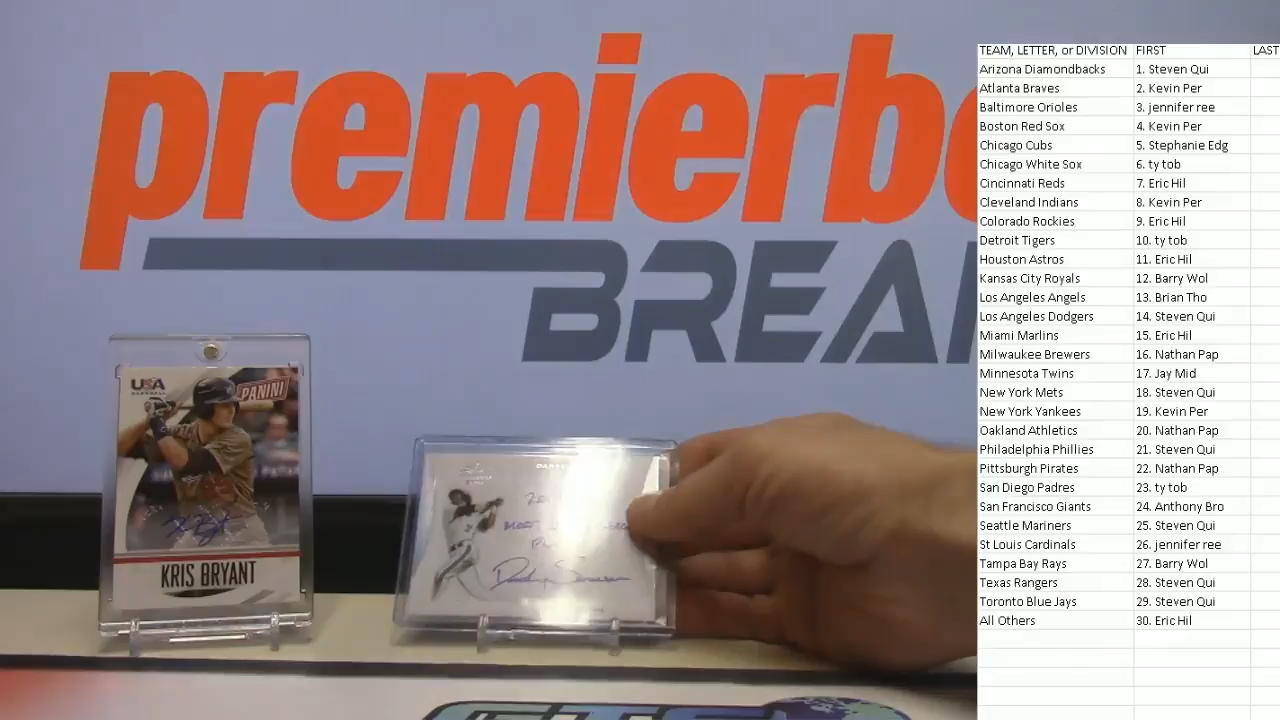 premierbo
BREA
USA
BASEBALL
PANINI
KRIS BRYANT
TEAM, LETTER, or DIVISION FIRST LAST
Arizona Diamondbacks 1. Steven Qui
Atlanta Braves 2. Kevin Per
Baltimore Orioles 3. jennifer ree
Boston Red Sox 4. Kevin Per
Chicago Cubs 5. Stephanie Edg
Chicago White Sox 6. ty tob
Cincinnati Reds 7. Eric Hil
Cleveland Indians 8. Kevin Per
Colorado Rockies 9. Eric Hil
Detroit Tigers 10. ty tob
Houston Astros 11. Eric Hil
Kansas City Royals 12. Barry Wol
Los Angeles Angels 13. Brian Tho
Los Angeles Dodgers 14. Steven Qui
Miami Marlins 15. Eric Hil
Milwaukee Brewers 16. Nathan Pap
Minnesota Twins 17. Jay Mid
New York Mets 18. Steven Qui
New York Yankees 19. Kevin Per
Oakland Athletics 20. Nathan Pap
Philadelphia Phillies 21. Steven Qui
Pittsburgh Pirates 22. Nathan Pap
San Diego Padres 23. ty tob
San Francisco Giants 24. Anthony Bro
Seattle Mariners 25. Steven Qui
St Louis Cardinals 26. jennifer ree
Tampa Bay Rays 27. Barry Wol
Texas Rangers 28. Steven Qui
Toronto Blue Jays 29. Steven Qui
All Others 30. Eric Hil